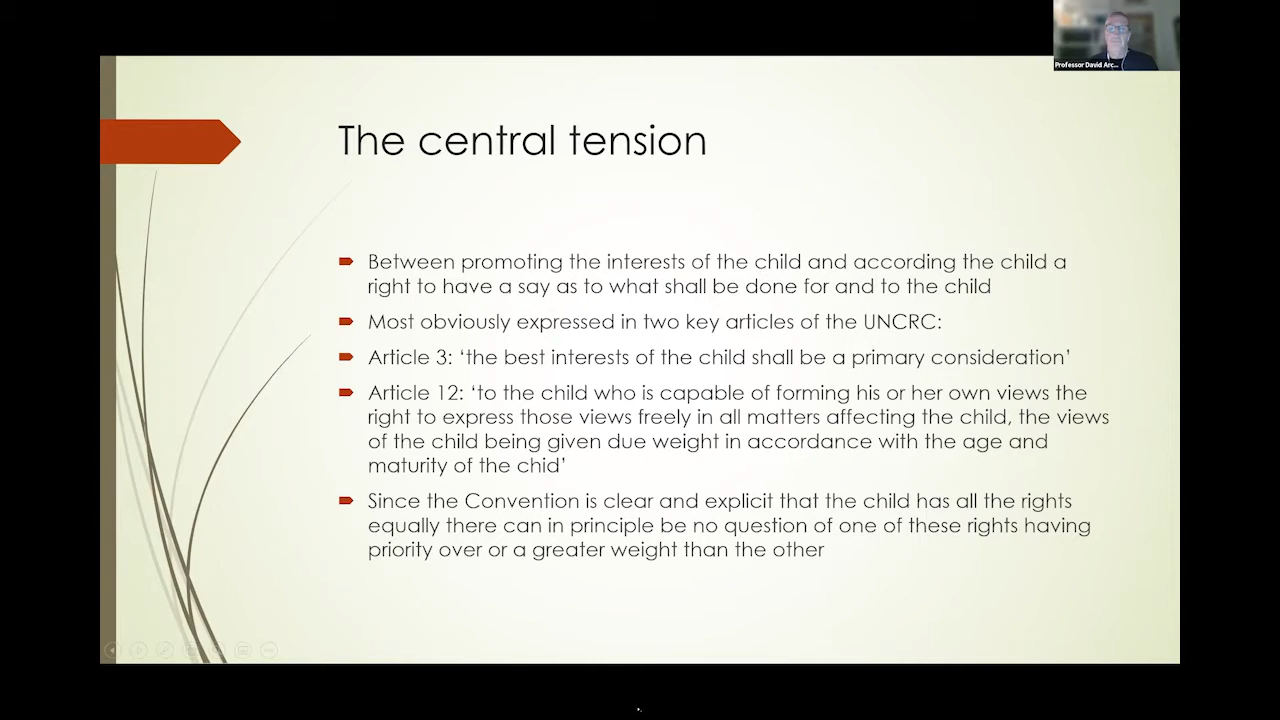 Professor David Arc...
The central tension
Between promoting the interests of the child and according the child a
right to have a say as to what shall be done for and to the child
Most obviously expressed in two key articles of the UNCRC:
Article 3: ‘the best interests of the child shall be a primary consideration’
Article 12: ‘to the child who is capable of forming his or her own views the
right to express those views freely in all matters affecting the child, the views
of the child being given due weight in accordance with the age and
maturity of the chid’
Since the Convention is clear and explicit that the child has all the rights
equally there can in principle be no question of one of these rights having
priority over or a greater weight than the other